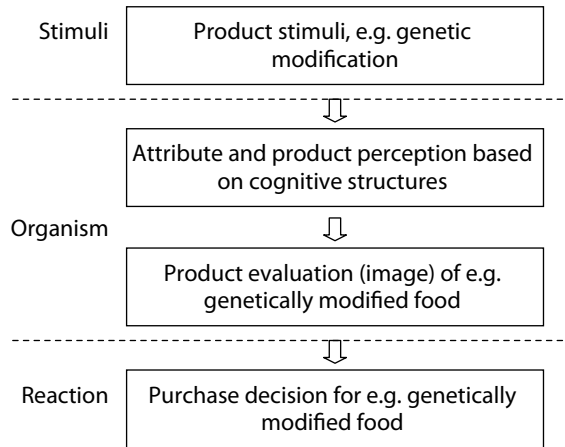 Stimuli
Product stimuli, e.g. genetic
modification
Attribute and product perception based
on cognitive structures
Organism
Product evaluation (image) of e.g.
genetically modified food
Reaction
Purchase decision for e.g. genetically
modified food